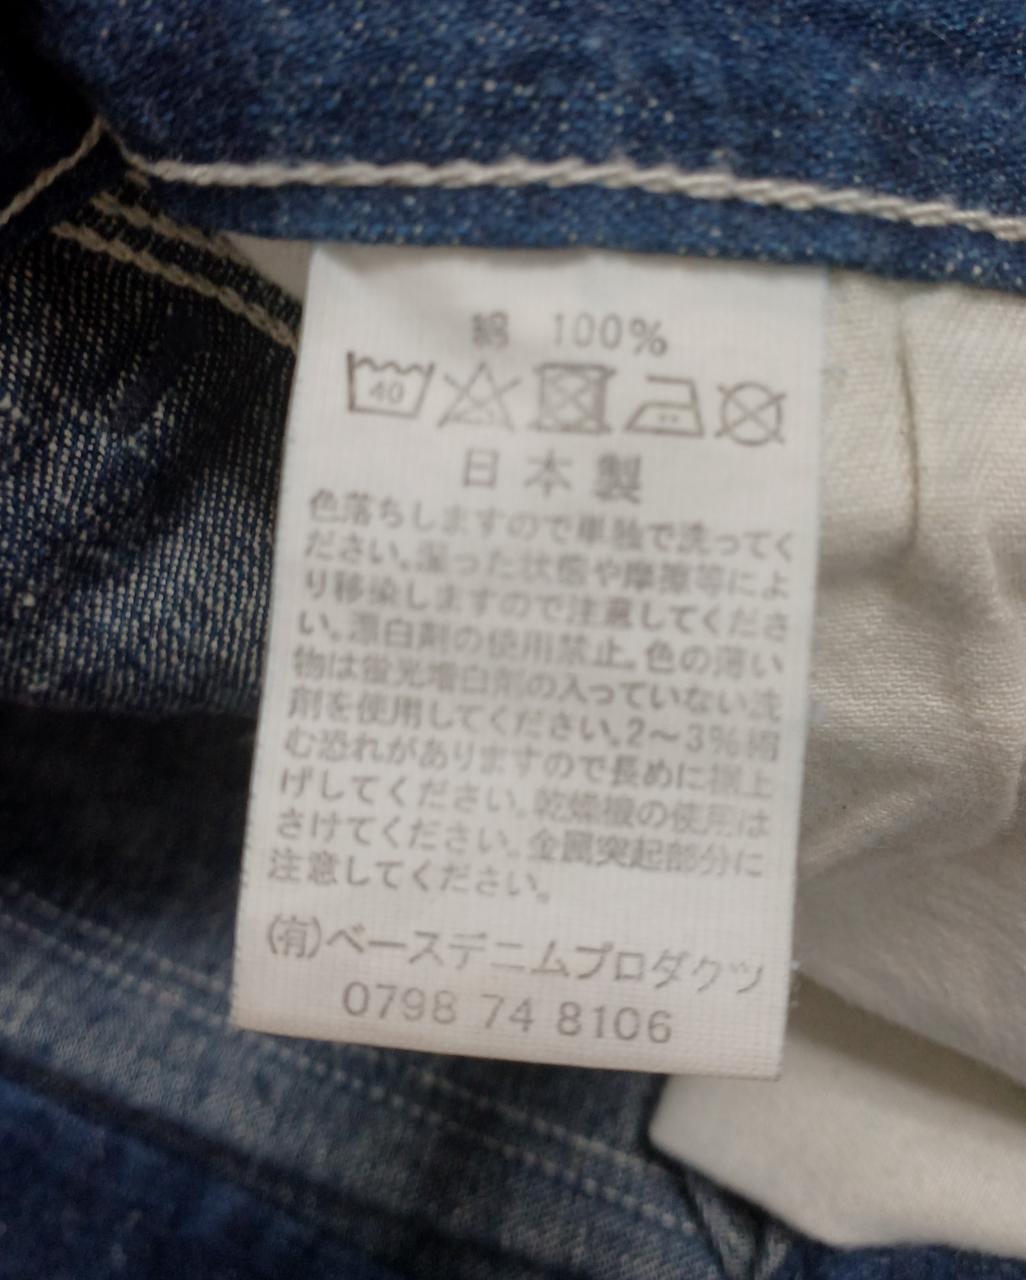 綿 100%
40
日本製
色落ちしますので単独で洗ってく
ださい。湿った状態や摩擦等によ
り移染しますので注意してくださ
い。漂白剤の使用禁止。色の薄い
物は蛍光増白剤の入っていない洗
剤を使用してください。2〜3%縮
む恐れがありますので長めに裾上
げしてください。乾燥機の使用は
さけてください。金属突起部分に
注意してください。
(有)ベースデニムプロダクツ
0798 74 8106